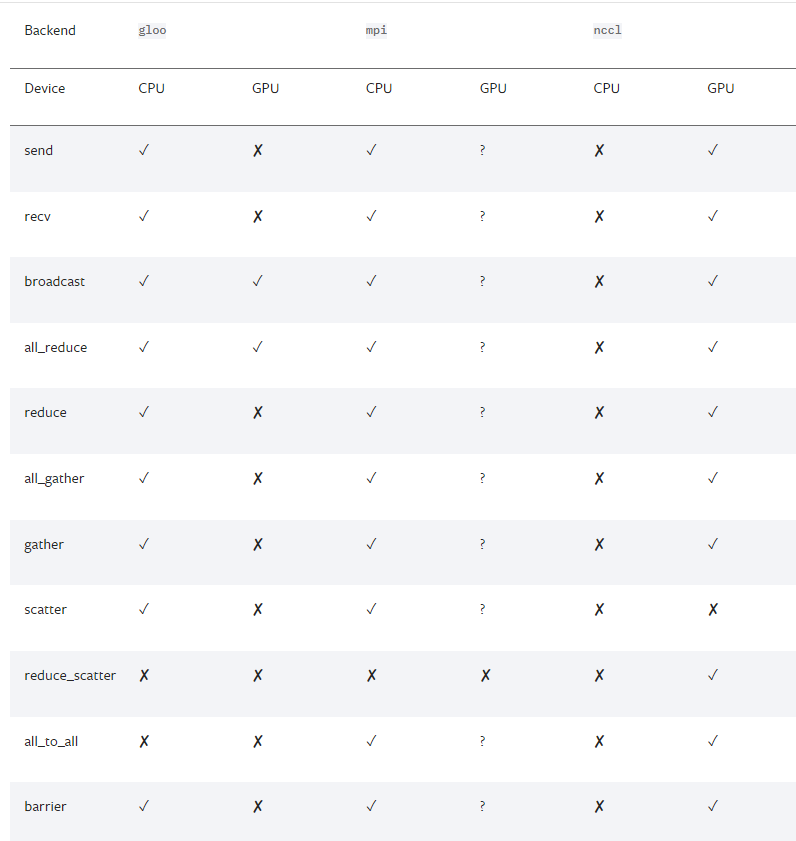 Backend gloo mpi nccl
Device CPU GPU CPU GPU CPU GPU
send ✓ ✗ ✓ ? ✗ ✓
recv ✓ ✗ ✓ ? ✗ ✓
broadcast ✓ ✓ ✓ ? ✗ ✓
all_reduce ✓ ✓ ✓ ? ✗ ✓
reduce ✓ ✗ ✓ ? ✗ ✓
all_gather ✓ ✗ ✓ ? ✗ ✓
gather ✓ ✗ ✓ ? ✗ ✓
scatter ✓ ✗ ✓ ? ✗ ✗
reduce_scatter ✗ ✗ ✗ ✗ ✗ ✓
all_to_all ✗ ✗ ✓ ? ✗ ✓
barrier ✓ ✗ ✓ ? ✗ ✓